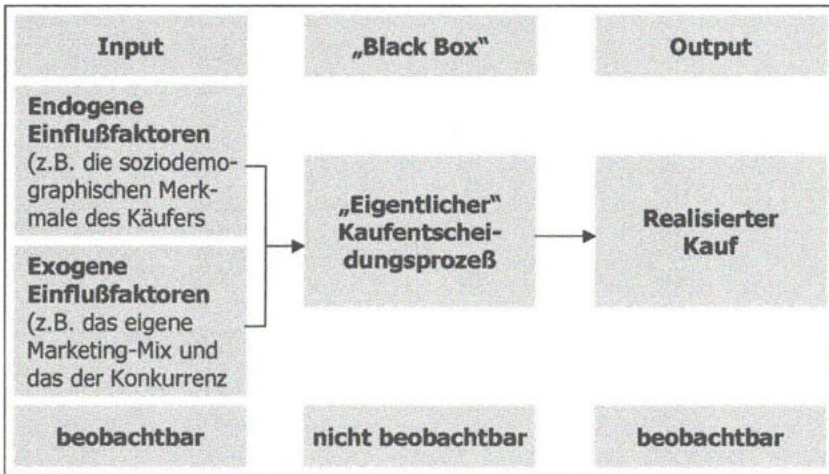 Input
„Black Box“
Output
Endogene
Einflußfaktoren
(z.B. die soziodemo-
graphischen Merk-
male des Käufers
Exogene
Einflußfaktoren
(z.B. das eigene
Marketing-Mix und
das der Konkurrenz
„Eigentlicher“
Kaufentschei-
dungsprozeß
Realisierter
Kauf
beobachtbar
nicht beobachtbar
beobachtbar